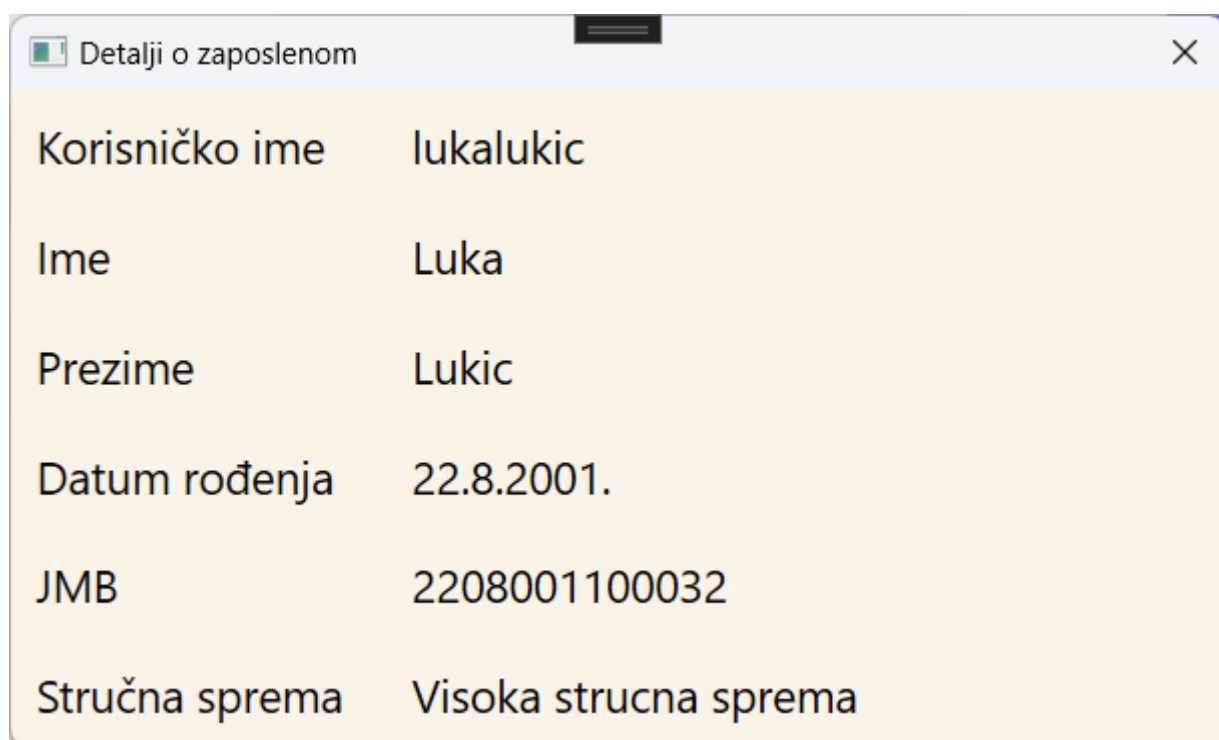 Detalji o zaposlenom
Korisničko ime lukalukic
Ime Luka
Prezime Lukic
Datum rođenja 22.8.2001.
JMB 2208001100032
Stručna sprema Visoka strucna sprema